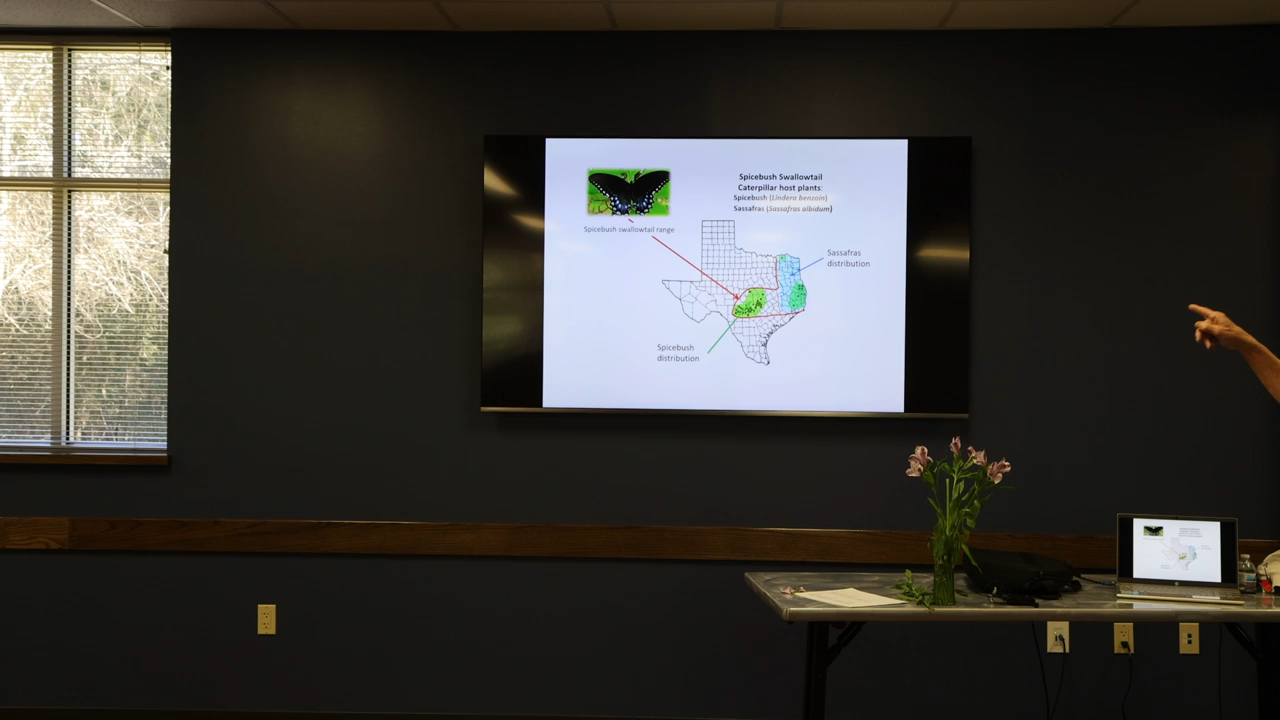 Spicebush Swallowtail
Caterpillar host plants:
Spicebush (Lindera benzoin)
Sassafras (Sassafras albidum)
Spicebush swallowtail range
Sassafras
distribution
Spicebush
distribution